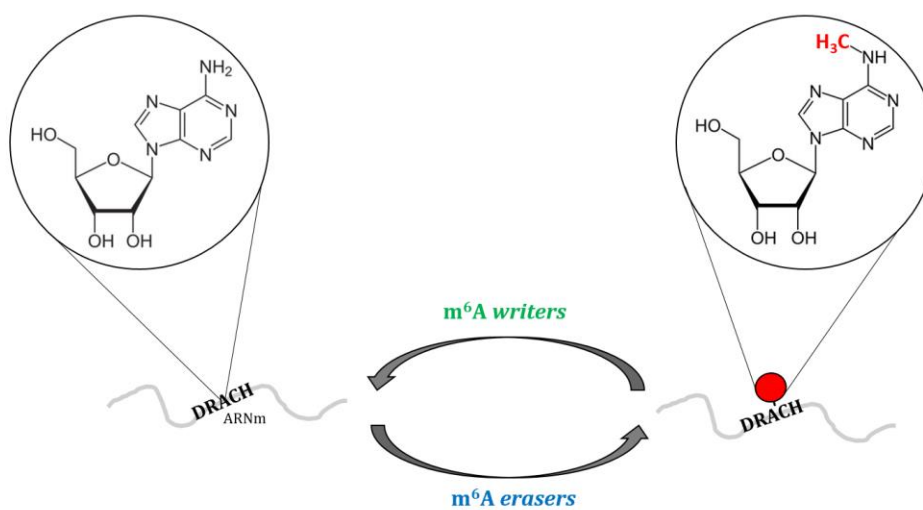 NH₂
N
N
N
N
HO
O
OH
OH
H₃C
NH
N
N
N
N
HO
O
OH
OH
m⁶A writers
DRACH
ARNm
DRACH
m⁶A erasers